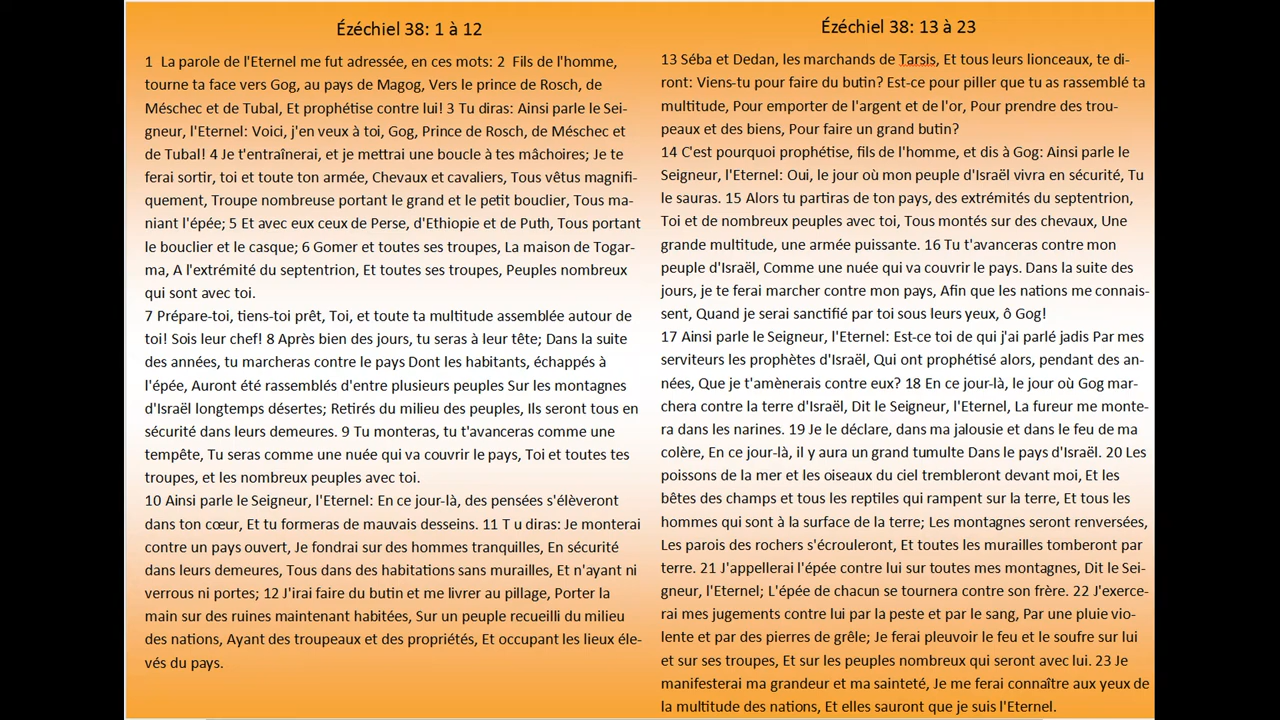 Ézéchiel 38: 1 à 12
1 La parole de l'Eternel me fut adressée, en ces mots: 2 Fils de l'homme,
tourne ta face vers Gog, au pays de Magog, Vers le prince de Rosch, de
Méschec et de Tubal, Et prophétise contre lui! 3 Tu diras: Ainsi parle le Sei-
gneur, l'Eternel: Voici, j'en veux à toi, Gog, Prince de Rosch, de Méschec et
de Tubal! 4 Je t'entraînerai, et je mettrai une boucle à tes mâchoires; Je te
ferai sortir, toi et toute ton armée, Chevaux et cavaliers, Tous vêtus magnifi-
quement, Troupe nombreuse portant le grand et le petit bouclier, Tous ma-
niant l'épée; 5 Et avec eux ceux de Perse, d'Ethiopie et de Puth, Tous portant
le bouclier et le casque; 6 Gomer et toutes ses troupes, La maison de Togar-
ma, A l'extrémité du septentrion, Et toutes ses troupes, Peuples nombreux
qui sont avec toi.
7 Prépare-toi, tiens-toi prêt, Toi, et toute ta multitude assemblée autour de
toi! Sois leur chef! 8 Après bien des jours, tu seras à leur tête; Dans la suite
des années, tu marcheras contre le pays Dont les habitants, échappés à
l'épée, Auront été rassemblés d'entre plusieurs peuples Sur les montagnes
d'Israël longtemps désertes; Retirés du milieu des peuples, Ils seront tous en
sécurité dans leurs demeures. 9 Tu monteras, tu t'avanceras comme une
tempête, Tu seras comme une nuée qui va couvrir le pays, Toi et toutes tes
troupes, et les nombreux peuples avec toi.
10 Ainsi parle le Seigneur, l'Eternel: En ce jour-là, des pensées s'élèveront
dans ton cœur, Et tu formeras de mauvais desseins. 11 T u diras: Je monterai
contre un pays ouvert, Je fondrai sur des hommes tranquilles, En sécurité
dans leurs demeures, Tous dans des habitations sans murailles, Et n'ayant ni
verrous ni portes; 12 J'irai faire du butin et me livrer au pillage, Porter la
main sur des ruines maintenant habitées, Sur un peuple recueilli du milieu
des nations, Ayant des troupeaux et des propriétés, Et occupant les lieux éle-
vés du pays.
Ézéchiel 38: 13 à 23
13 Séba et Dedan, les marchands de Tarsis, Et tous leurs lionceaux, te di-
ront: Viens-tu pour faire du butin? Est-ce pour piller que tu as rassemblé ta
multitude, Pour emporter de l'argent et de l'or, Pour prendre des trou-
peaux et des biens, Pour faire un grand butin?
14 C'est pourquoi prophétise, fils de l'homme, et dis à Gog: Ainsi parle le
Seigneur, l'Eternel: Oui, le jour où mon peuple d'Israël vivra en sécurité, Tu
le sauras. 15 Alors tu partiras de ton pays, des extrémités du septentrion,
Toi et de nombreux peuples avec toi, Tous montés sur des chevaux, Une
grande multitude, une armée puissante. 16 Tu t'avanceras contre mon
peuple d'Israël, Comme une nuée qui va couvrir le pays. Dans la suite des
jours, je te ferai marcher contre mon pays, Afin que les nations me connais-
sent, Quand je serai sanctifié par toi sous leurs yeux, ô Gog!
17 Ainsi parle le Seigneur, l'Eternel: Est-ce toi de qui j'ai parlé jadis Par mes
serviteurs les prophètes d'Israël, Qui ont prophétisé alors, pendant des an-
nées, Que je t'amènerais contre eux? 18 En ce jour-là, le jour où Gog mar-
chera contre la terre d'Israël, Dit le Seigneur, l'Eternel, La fureur me monte-
ra dans les narines. 19 Je le déclare, dans ma jalousie et dans le feu de ma
colère, En ce jour-là, il y aura un grand tumulte Dans le pays d'Israël. 20 Les
poissons de la mer et les oiseaux du ciel trembleront devant moi, Et les
bêtes des champs et tous les reptiles qui rampent sur la terre, Et tous les
hommes qui sont à la surface de la terre; Les montagnes seront renversées,
Les parois des rochers s'écrouleront, Et toutes les murailles tomberont par
terre. 21 J'appellerai l'épée contre lui sur toutes mes montagnes, Dit le Sei-
gneur, l'Eternel; L'épée de chacun se tournera contre son frère. 22 J'exerce-
rai mes jugements contre lui par la peste et par le sang, Par une pluie vio-
lente et par des pierres de grêle; Je ferai pleuvoir le feu et le soufre sur lui
et sur ses troupes, Et sur les peuples nombreux qui seront avec lui. 23 Je
manifesterai ma grandeur et ma sainteté, Je me ferai connaître aux yeux de
la multitude des nations, Et elles sauront que je suis l'Eternel.